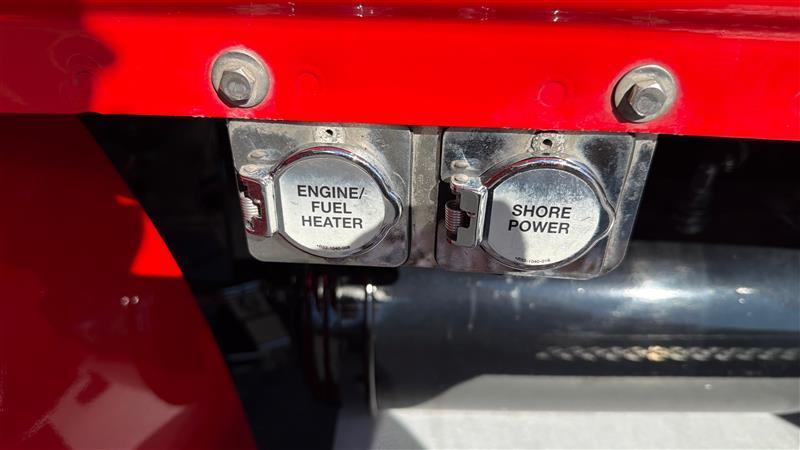 ENGINE/
FUEL
HEATER
SHORE
POWER